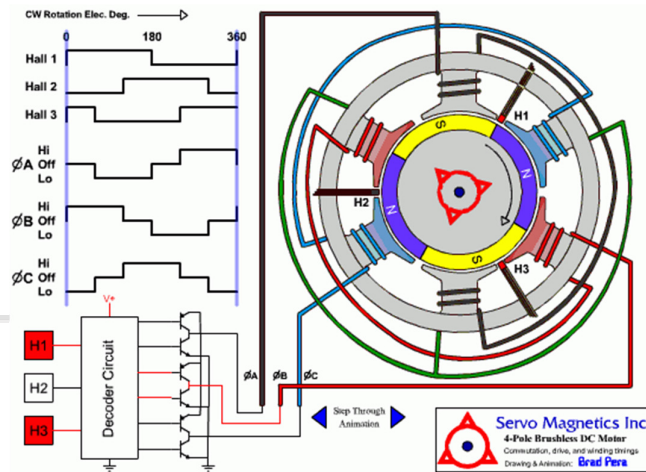 CW Rotation Elec. Deg.
0 180 360
Hall 1
Hall 2
Hall 3
Hi
ØA Off
Lo
Hi
ØB Off
Lo
Hi
ØC Off
Lo
V+
H1
H2
H3
Decoder Circuit
ØA ØB ØC
H1
H2
H3
S
N
N
S
Step Through
Animation
Servo Magnetics Inc
4-Pole Brushless DC Motor
Commutation, drive, and winding timings
Drawing & Animation: Brad Pera